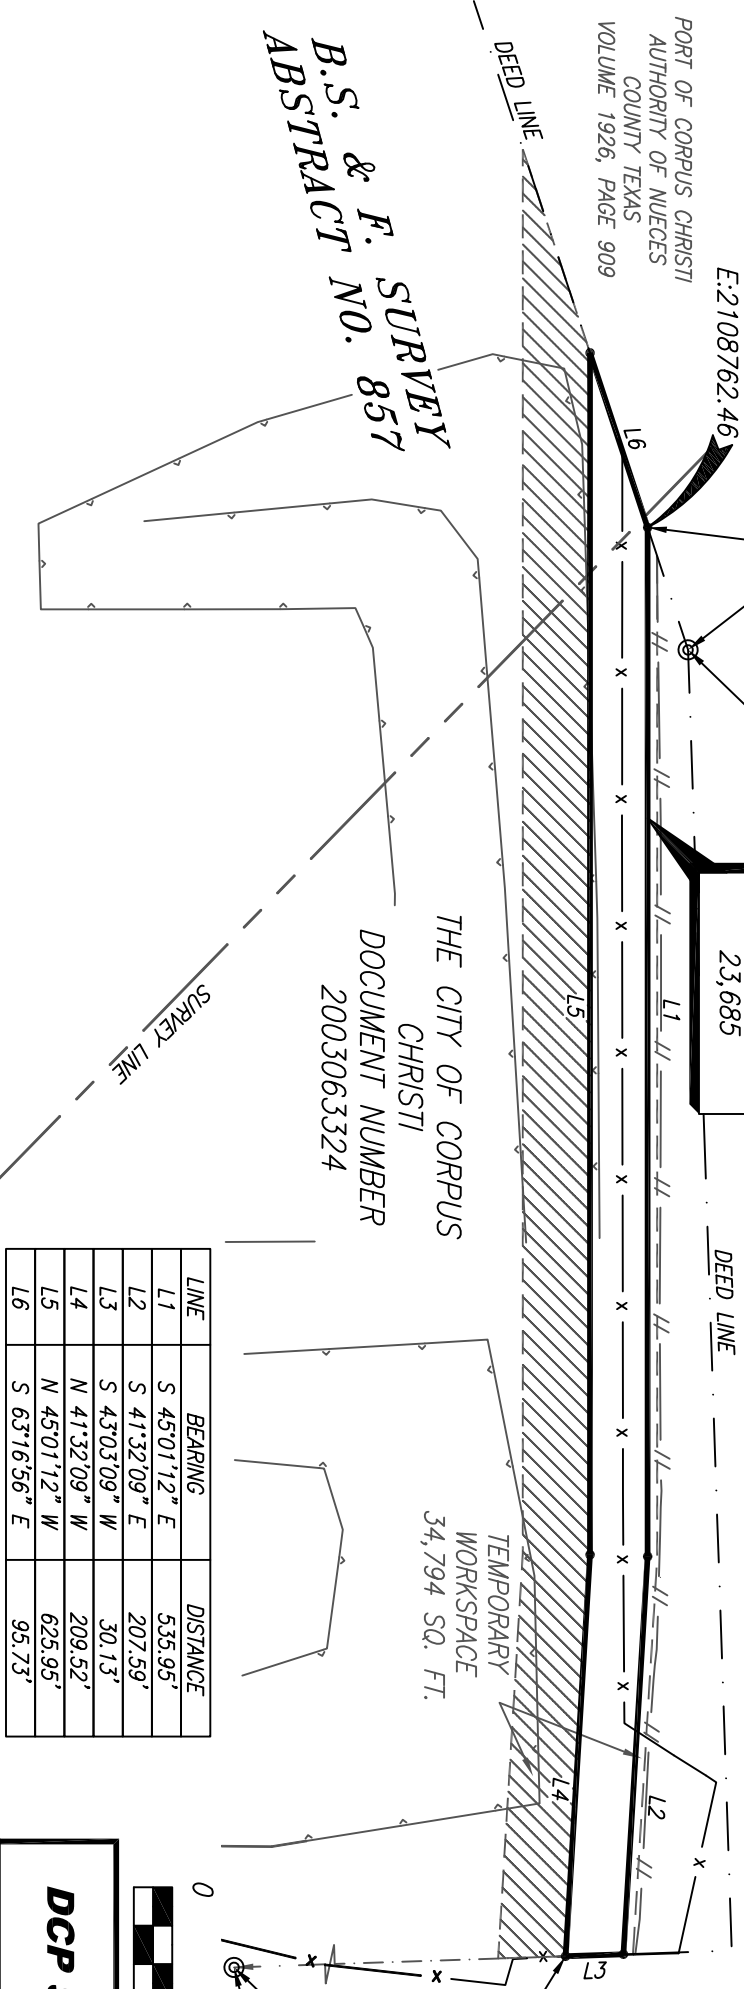 PORT OF CORPUS CHRISTI
AUTHORITY OF NUECES
COUNTY TEXAS
VOLUME 1926, PAGE 909
E:2108762.46
DEED LINE
B.S. & F. SURVEY
ABSTRACT NO. 857
L6
23,685
L1
L5
THE CITY OF CORPUS
CHRISTI
DOCUMENT NUMBER
2003063324
SURVEY LINE
DEED LINE
TEMPORARY
WORKSPACE
34,794 SQ. FT.
L2
L4
L3
LINE BEARING DISTANCE
L1 S 45°01'12" E 535.95'
L2 S 41°32'09" E 207.59'
L3 S 43°03'09" W 30.13'
L4 N 41°32'09" W 209.52'
L5 N 45°01'12" W 625.95'
L6 S 63°16'56" E 95.73'
0
DCP